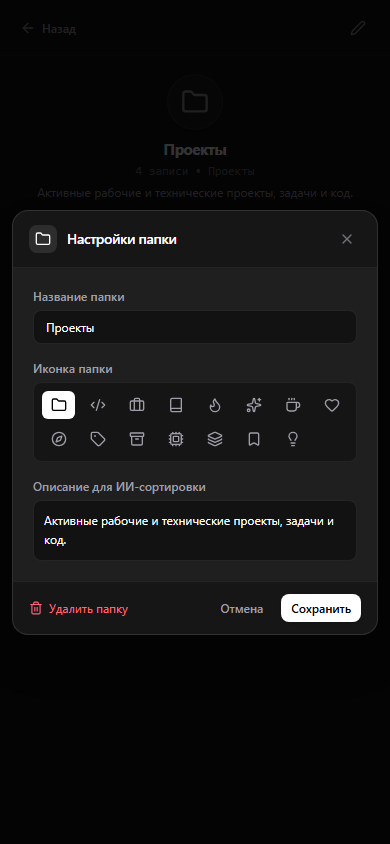 Назад
Проекты
4 записи • Проекты
Активные рабочие и технические проекты, задачи и код.
Настройки папки
Название папки
Проекты
Иконка папки
Описание для ИИ-сортировки
Активные рабочие и технические проекты, задачи и
код.
Удалить папку
Отмена
Сохранить